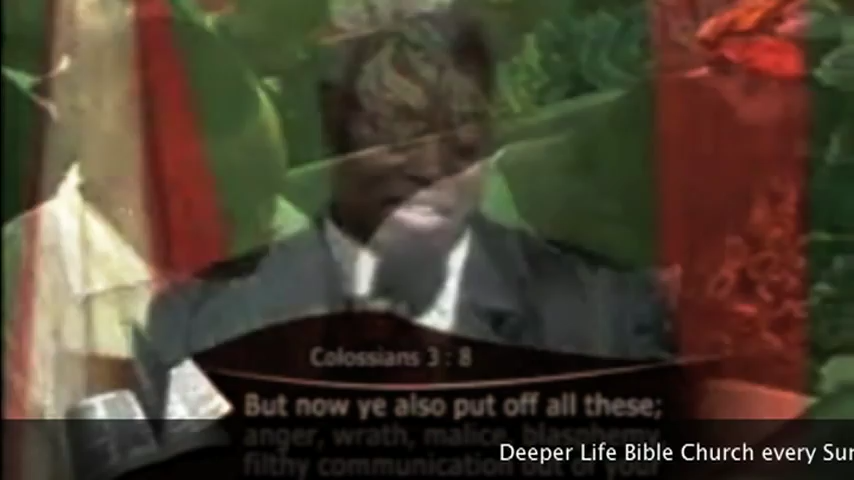 Colossians 3 : 8
But now ye also put off all these;
anger, wrath, malice, blasphemy,
filthy communication out of your
Deeper Life Bible Church every Sun